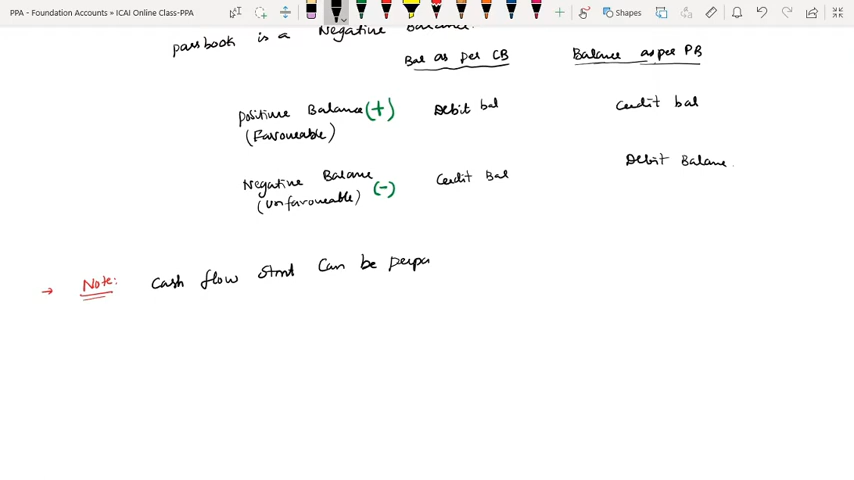 PPA - Foundation Accounts » ICAI Online Class-PPA
Shapes
passbook is a Negative Balance.
Bal as per CB Balance as per PB
Positive Balance (+) Debit bal Credit bal
(Favourable)
Negative Balance (-) Credit Bal Debit Balance.
(Unfavourable)
→ Note: Cash flow stmt Can be prepa